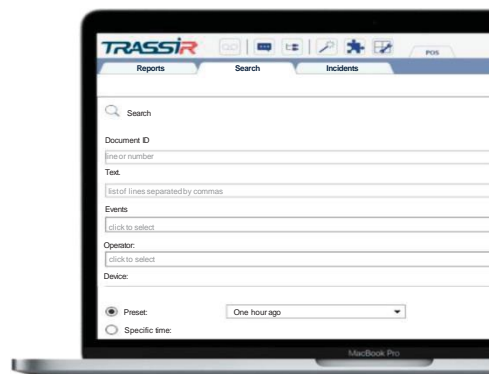 TRASSIR
POS
Reports Search Incidents
Search
Document ID
line or number
Text.
list of lines separated by commas
Events
click to select
Operator:
click to select
Device:
Preset: One hour ago
Specific time:
MacBook Pro